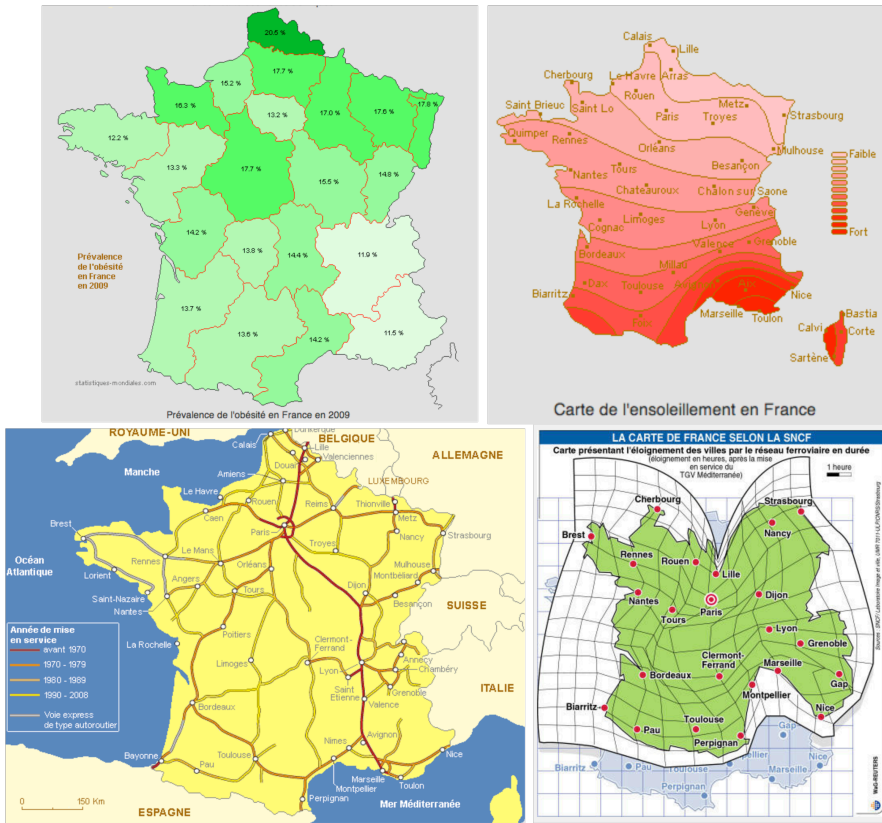 20.5 %
17.7 %
15.2 %
16.3 %
13.2 %
17.0 %
17.6 %
17.8 %
12.2 %
13.3 %
17.7 %
15.5 %
14.8 %
14.2 %
13.8 %
14.4 %
11.9 %
13.7 %
13.6 %
14.2 %
11.5 %
Prévalence
de l'obésité
en France
en 2009
statistiques-mondiales.com
Prévalence de l'obésité en France en 2009
Calais
Lille
Cherbourg
Le Havre
Arras
Rouen
Saint Lo
Metz
Paris
Troyes
Strasbourg
Saint Brieuc
Quimper
Rennes
Orléans
Mulhouse
Besançon
Nantes
Tours
Chateauroux
Chalon sur Saone
La Rochelle
Limoges
Genève
Cognac
Lyon
Valence
Grenoble
Bordeaux
Millau
Dax
Toulouse
Aix
Biarritz
Nice
Marseille
Toulon
Bastia
Calvi
Corte
Sartène
Faible
Fort
Carte de l'ensoleillement en France
ROYAUME-UNI
Dunkerque
Calais
BELGIQUE
Lille
ALLEMAGNE
Douai
Valenciennes
Manche
Amiens
LUXEMBOURG
Le Havre
Rouen
Reims
Thionville
Caen
Metz
Paris
Brest
Nancy
Strasbourg
Troyes
Rennes
Le Mans
Océan
Atlantique
Orléans
Mulhouse
Lorient
Angers
Montbéliard
Dijon
Saint-Nazaire
Tours
Besançon
Nantes
SUISSE
Année de mise
en service
avant 1970
1970 - 1979
1980 - 1989
1990 - 2008
Voie express
de type autoroutier
Poitiers
La Rochelle
Clermont-
Ferrand
Annecy
Limoges
Lyon
Chambéry
Saint
Etienne
Grenoble
ITALIE
Valence
Bordeaux
Avignon
Bayonne
Toulouse
Nimes
Nice
Pau
Marseille
Montpellier
Toulon
Perpignan
Mer Méditerranée
0
150 Km
ESPAGNE
LA CARTE DE FRANCE SELON LA SNCF
Carte présentant l'éloignement des villes par le réseau ferroviaire en durée
(éloignement en heures, après la mise
en service du
TGV Méditerranée)
1 heure
Cherbourg
Strasbourg
Brest
Nancy
Rennes
Rouen
Lille
Nantes
Dijon
Paris
Tours
Lyon
Grenoble
Clermont-
Ferrand
Marseille
Bordeaux
Gap
Montpellier
Biarritz
Nice
Pau
Toulouse
Perpignan
Gap
Biarritz
Pau
Toulouse
Nice
Marseille
Perpignan
WaG-REUTERS